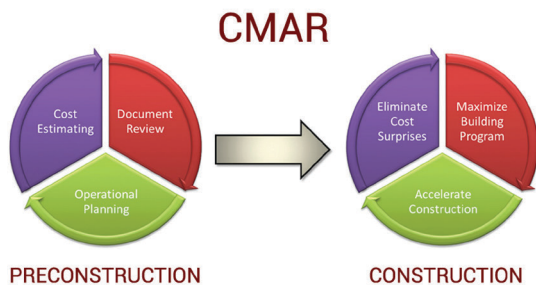 CMAR
Cost
Estimating
Document
Review
Operational
Planning
PRECONSTRUCTION
Eliminate
Cost
Surprises
Maximize
Building
Program
Accelerate
Construction
CONSTRUCTION